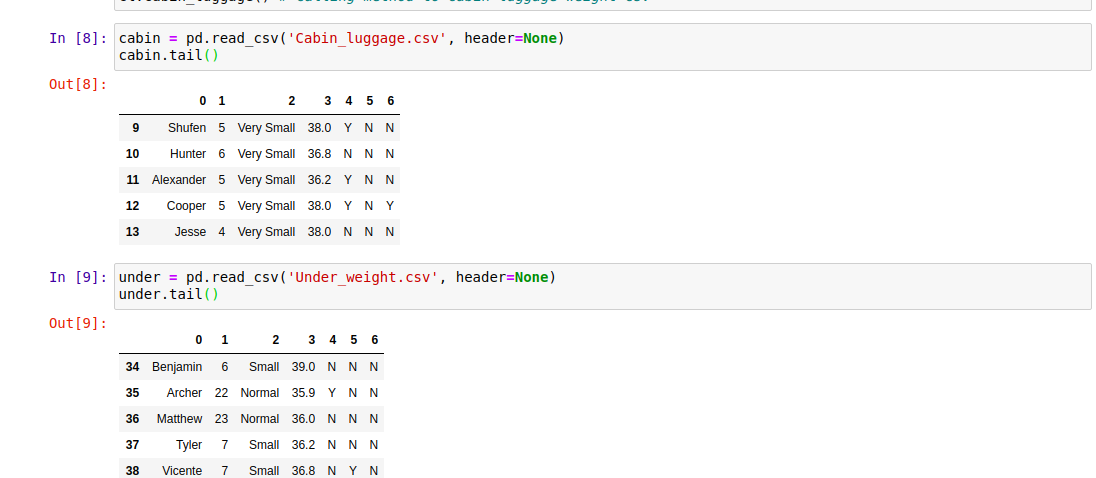 In [8]: cabin = pd.read_csv('Cabin_luggage.csv', header=None)
cabin.tail()
Out[8]:
0 1 2 3 4 5 6
9 Shufen 5 Very Small 38.0 Y N N
10 Hunter 6 Very Small 36.8 N N N
11 Alexander 5 Very Small 36.2 Y N N
12 Cooper 5 Very Small 38.0 Y N Y
13 Jesse 4 Very Small 38.0 N N N
In [9]: under = pd.read_csv('Under_weight.csv', header=None)
under.tail()
Out[9]:
0 1 2 3 4 5 6
34 Benjamin 6 Small 39.0 N N N
35 Archer 22 Normal 35.9 Y N N
36 Matthew 23 Normal 36.0 N N N
37 Tyler 7 Small 36.2 N N N
38 Vicente 7 Small 36.8 N Y N